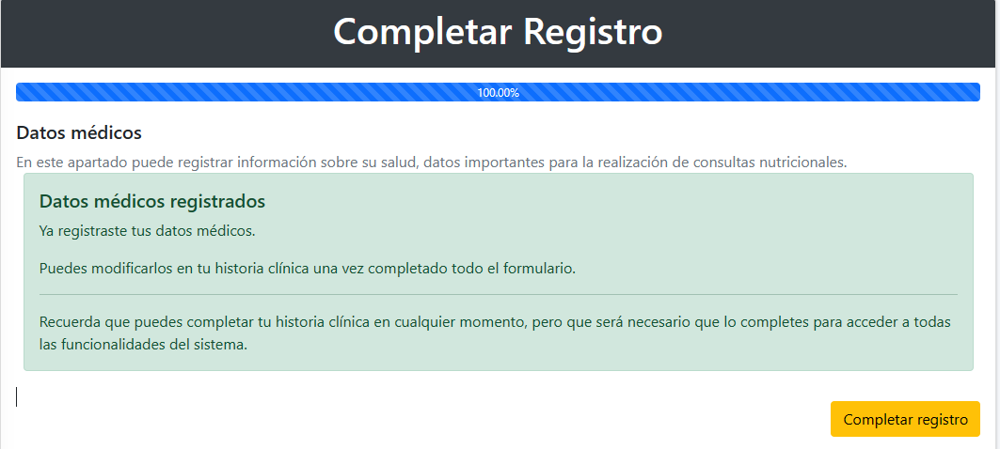 Completar Registro
100.00%
Datos médicos
En este apartado puede registrar información sobre su salud, datos importantes para la realización de consultas nutricionales.
Datos médicos registrados
Ya registraste tus datos médicos.
Puedes modificarlos en tu historia clínica una vez completado todo el formulario.
Recuerda que puedes completar tu historia clínica en cualquier momento, pero que será necesario que lo completes para acceder a todas
las funcionalidades del sistema.
Completar registro